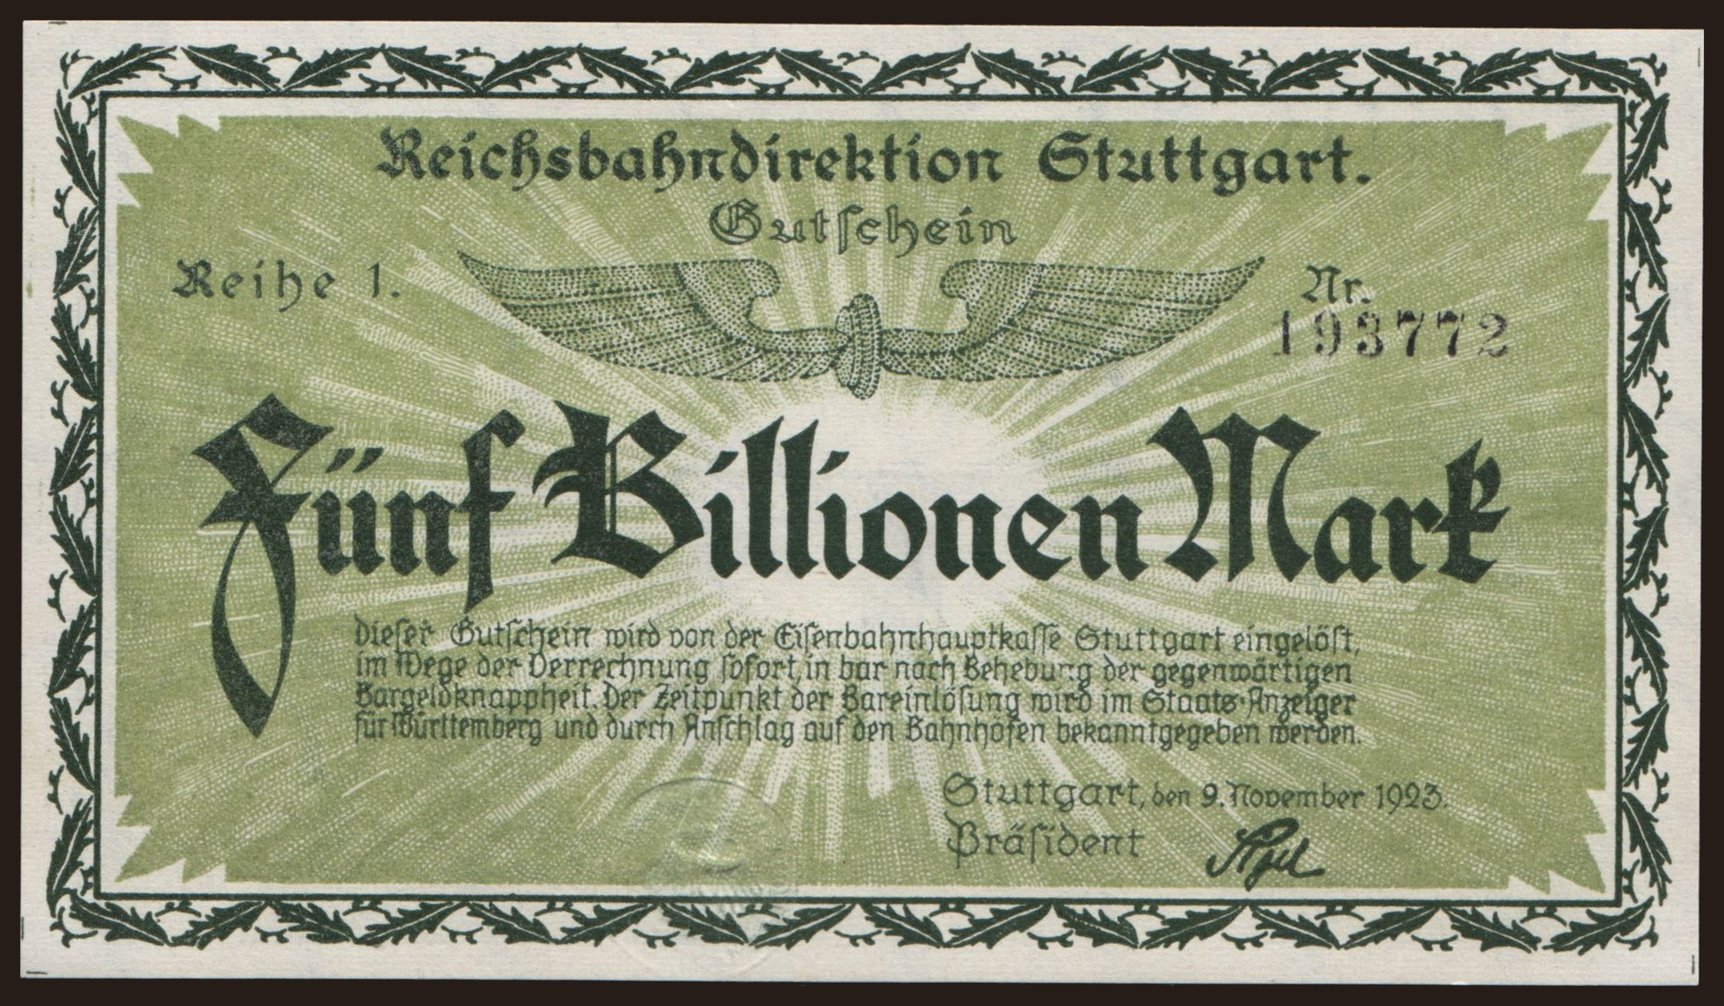 Reichsbahndirektion Stuttgart.
Gutschein
Reihe 1.
Nr.
193772
Fünf Billionen Mark
Dieser Gutschein wird von der Eisenbahnhauptkasse Stuttgart eingelöst,
im Wege der Verrechnung sofort, in bar nach Behebung der gegenwärtigen
Bargeldknappheit. Der Zeitpunkt der Bareinlösung wird im Staats-Anzeiger
für Württemberg und durch Anschlag auf den Bahnhöfen bekanntgegeben werden.
Stuttgart, den 9. November 1923.
Präsident